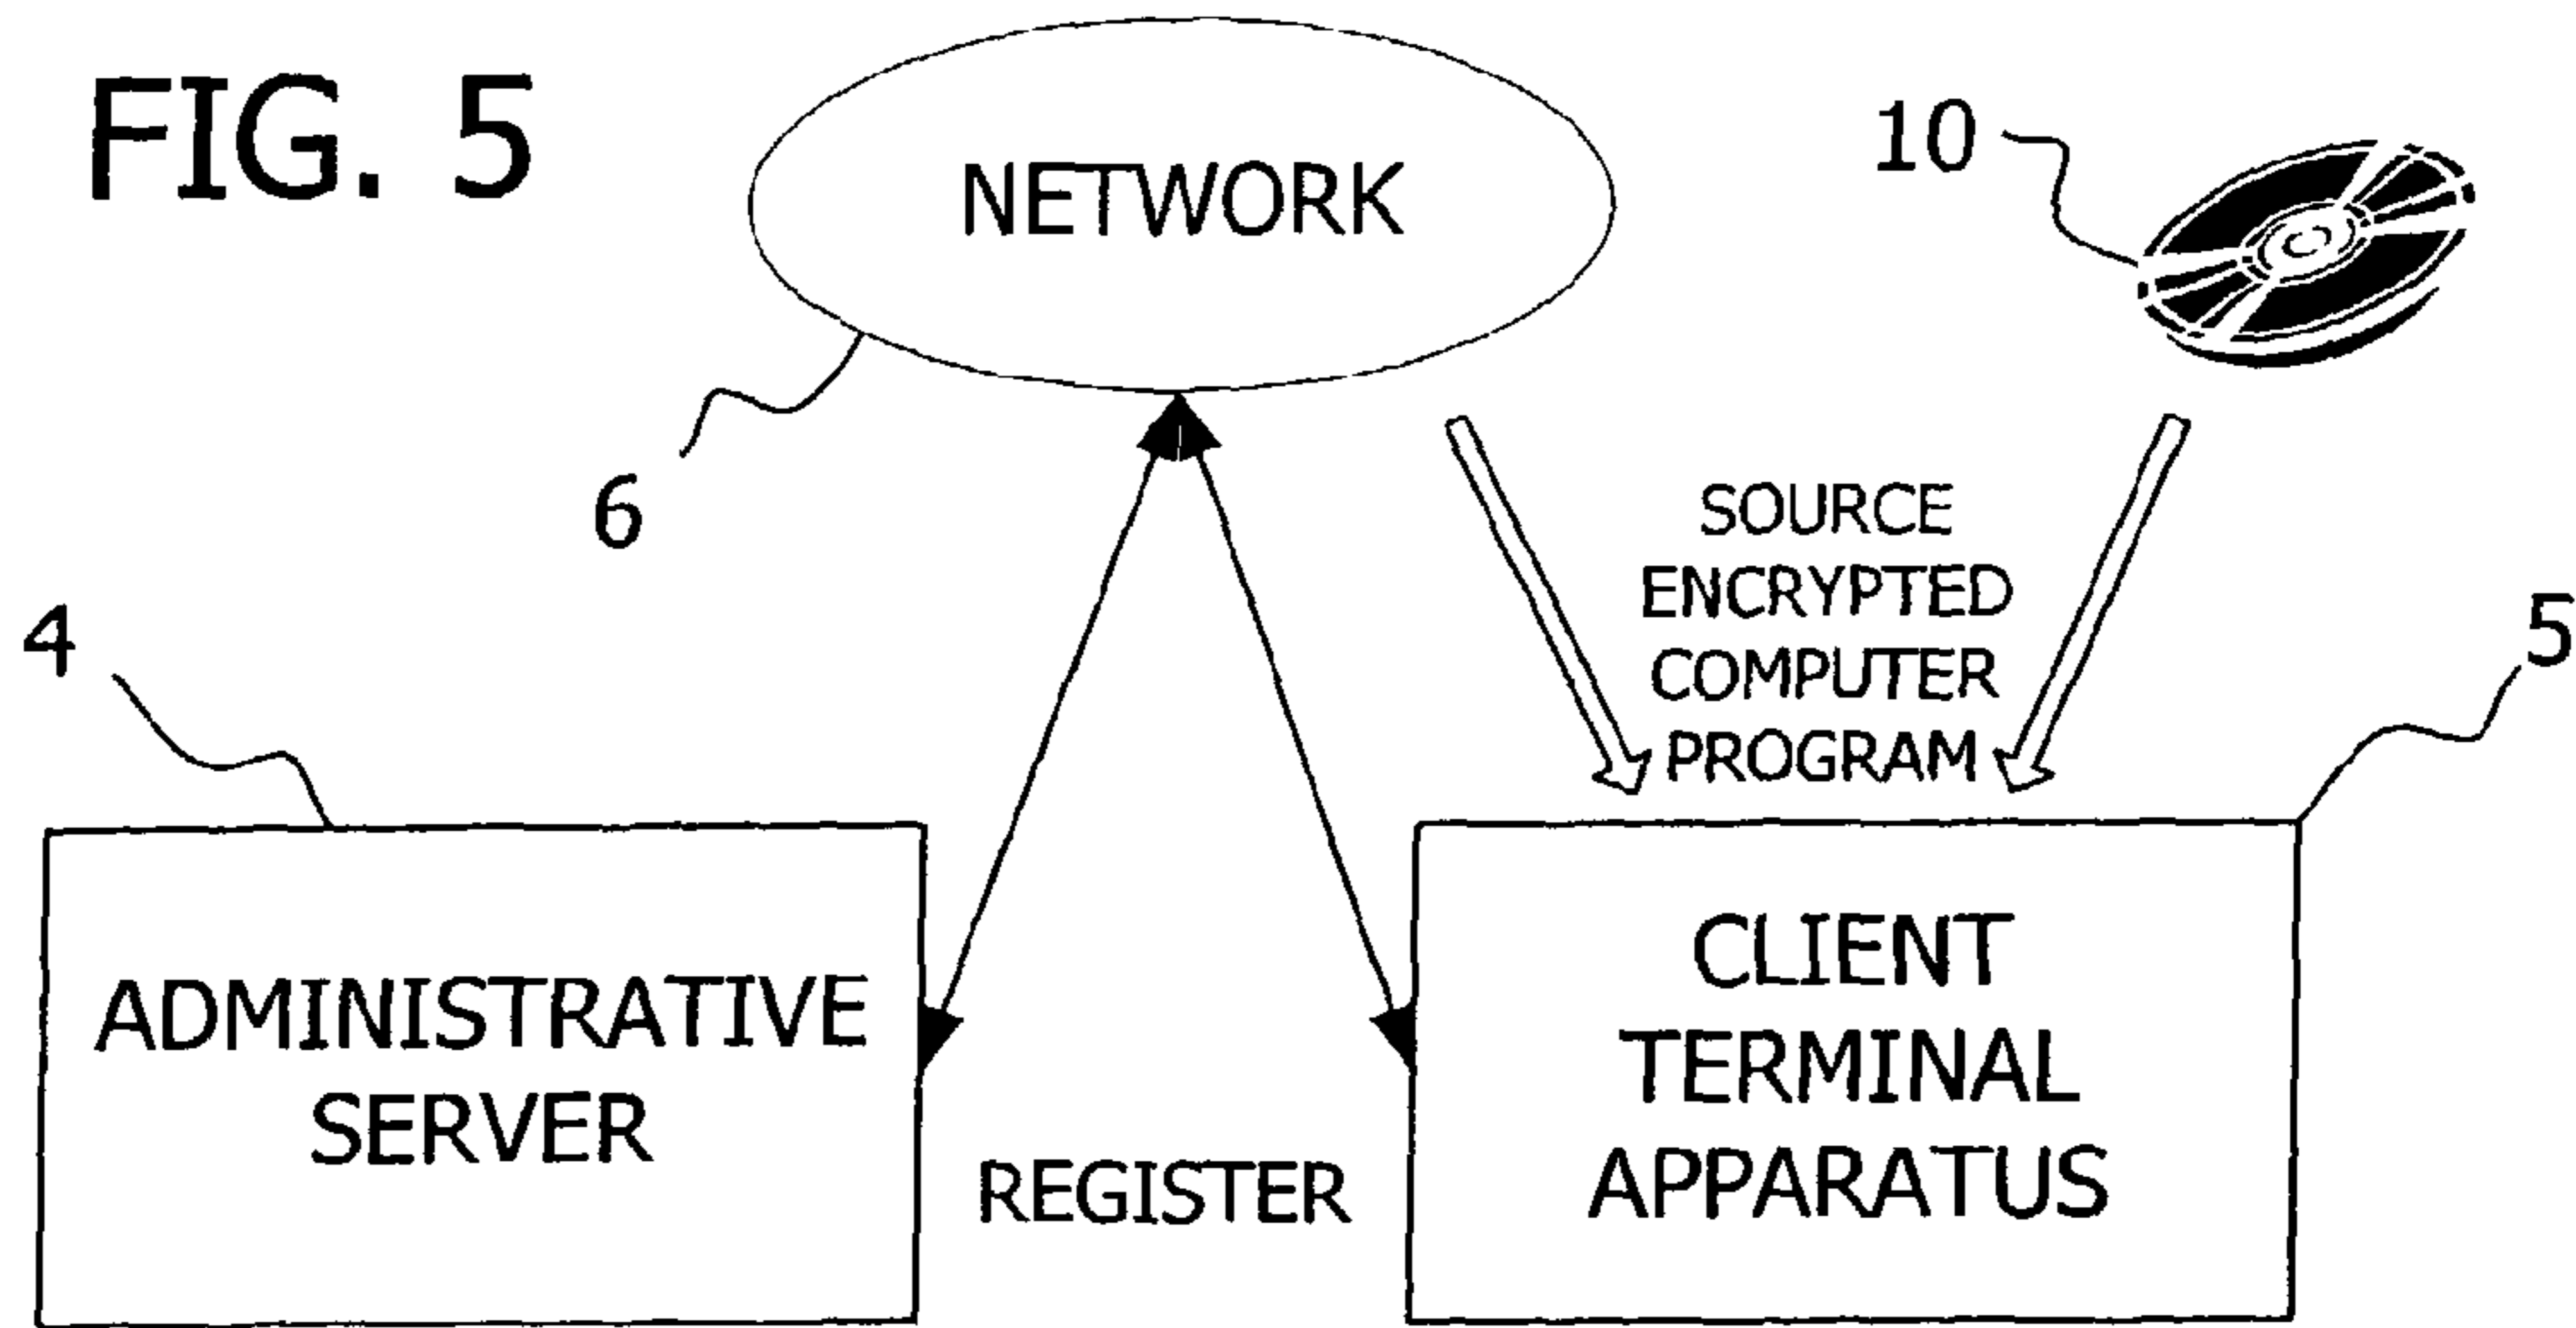 FIG. 5
NETWORK
10
6
SOURCE
ENCRYPTED
COMPUTER
PROGRAM
4
5
ADMINISTRATIVE
SERVER
REGISTER
CLIENT
TERMINAL
APPARATUS